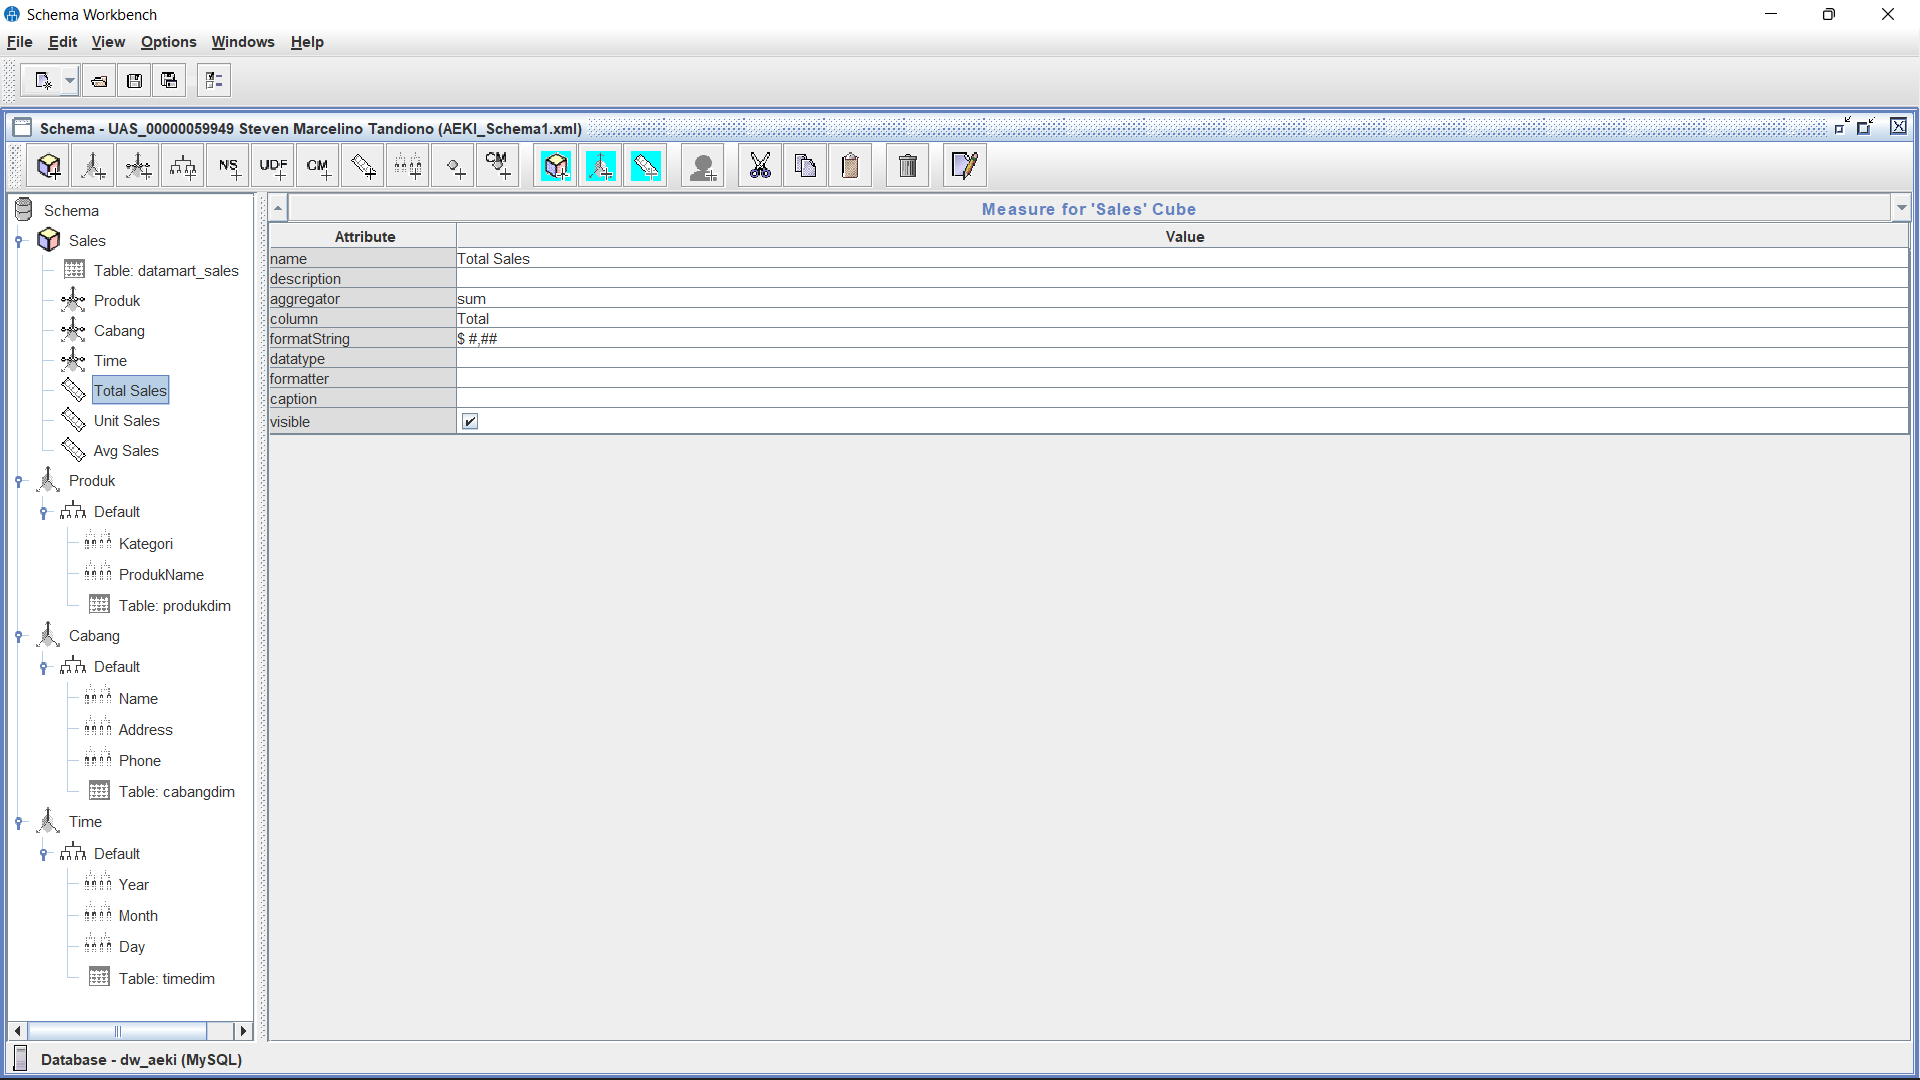 Schema Workbench
File Edit View Options Windows Help
Schema - UAS_00000059949 Steven Marcelino Tandiono (AEKI_Schema1.xml)
NS UDF CM CM
Schema
Sales
Table: datamart_sales
Produk
Cabang
Time
Total Sales
Unit Sales
Avg Sales
Produk
Default
Kategori
ProdukName
Table: produkdim
Cabang
Default
Name
Address
Phone
Table: cabangdim
Time
Default
Year
Month
Day
Table: timedim
Measure for 'Sales' Cube
Attribute Value
name Total Sales
description
aggregator sum
column Total
formatString $ #,##
datatype
formatter
caption
visible
Database - dw_aeki (MySQL)